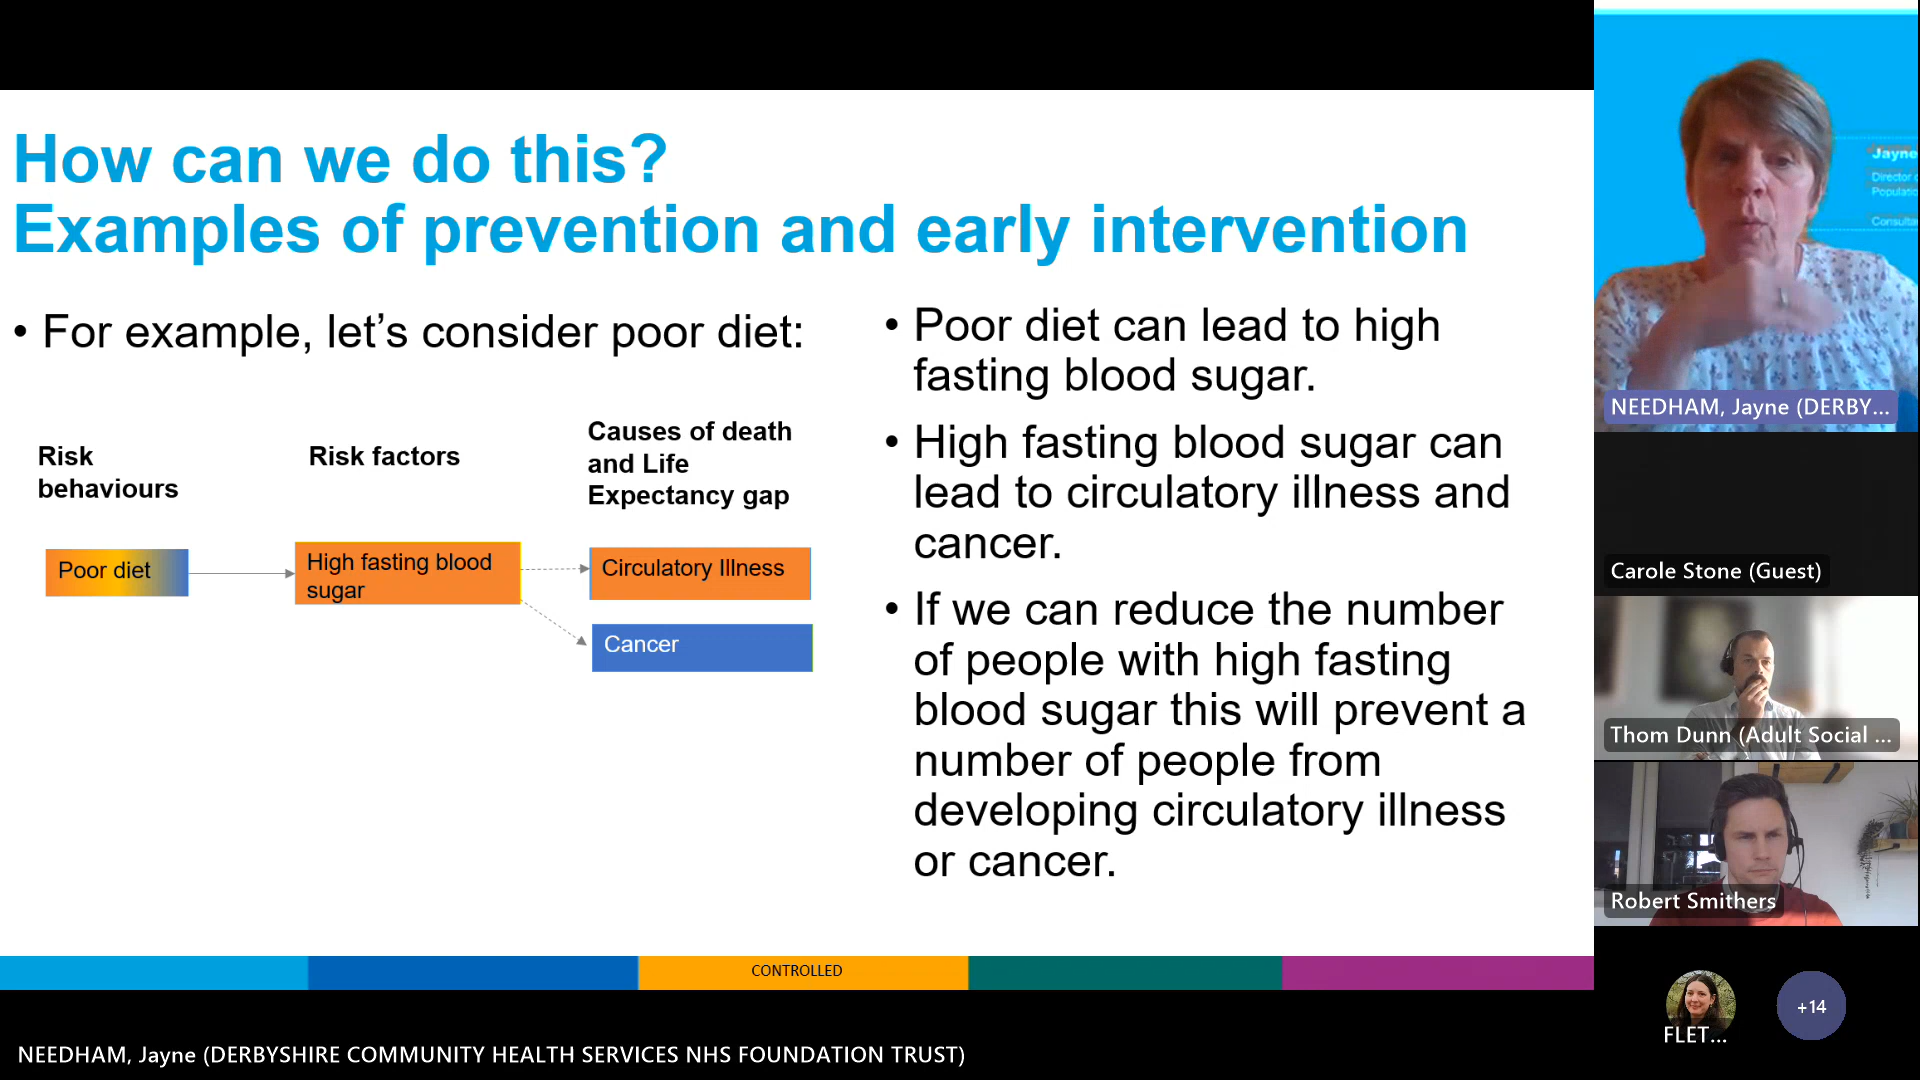 How can we do this?
Examples of prevention and early intervention
• For example, let’s consider poor diet:
Risk
behaviours
Risk factors
Causes of death
and Life
Expectancy gap
Poor diet
High fasting blood
sugar
Circulatory Illness
Cancer
• Poor diet can lead to high
fasting blood sugar.
• High fasting blood sugar can
lead to circulatory illness and
cancer.
• If we can reduce the number
of people with high fasting
blood sugar this will prevent a
number of people from
developing circulatory illness
or cancer.
CONTROLLED
NEEDHAM, Jayne (DERBYSHIRE COMMUNITY HEALTH SERVICES NHS FOUNDATION TRUST)
Jayne
Director
Consultan
NEEDHAM, Jayne (DERBY...
Carole Stone (Guest)
Thom Dunn (Adult Social ...
Robert Smithers
FLET...
+14